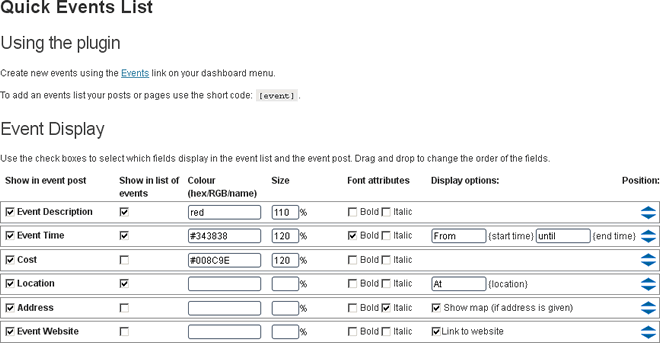 Quick Events List
Using the plugin
Create new events using the Events link on your dashboard menu.
To add an events list your posts or pages use the short code: [event].
Event Display
Use the check boxes to select which fields display in the event list and the event post. Drag and drop to change the order of the fields.
Show in event post Show in list of events Colour (hex/RGB/name) Size Font attributes Display options: Position:
Event Description red 110 % Bold Italic
Event Time #343838 120 % Bold Italic From {start time} until {end time}
Cost #008C9E 120 % Bold Italic
Location % Bold Italic At {location}
Address % Bold Italic Show map (if address is given)
Event Website % Bold Italic Link to website